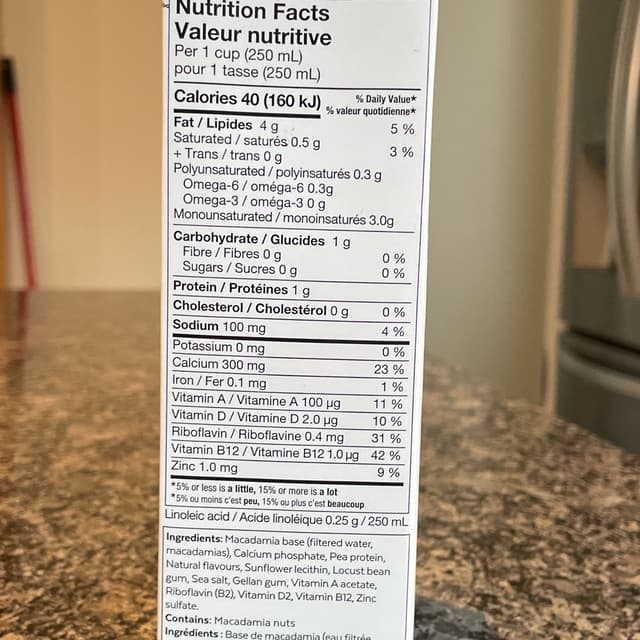 Nutrition Facts
Valeur nutritive
Per 1 cup (250 mL)
pour 1 tasse (250 mL)
Calories 40 (160 kJ)
% Daily Value*
% valeur quotidienne*
Fat / Lipides 4 g 5 %
Saturated / saturés 0.5 g
+ Trans / trans 0 g 3 %
Polyunsaturated / polyinsaturés 0.3 g
Omega-6 / oméga-6 0.3g
Omega-3 / oméga-3 0 g
Monounsaturated / monoinsaturés 3.0g
Carbohydrate / Glucides 1 g
Fibre / Fibres 0 g 0 %
Sugars / Sucres 0 g 0 %
Protein / Protéines 1 g
Cholesterol / Cholestérol 0 g 0 %
Sodium 100 mg 4 %
Potassium 0 mg 0 %
Calcium 300 mg 23 %
Iron / Fer 0.1 mg 1 %
Vitamin A / Vitamine A 100 µg 11 %
Vitamin D / Vitamine D 2.0 µg 10 %
Riboflavin / Riboflavine 0.4 mg 31 %
Vitamin B12 / Vitamine B12 1.0 µg 42 %
Zinc 1.0 mg 9 %
*5% or less is a little, 15% or more is a lot
*5% ou moins c'est peu, 15% ou plus c'est beaucoup
Linoleic acid / Acide linoléique 0.25 g / 250 mL
Ingredients: Macadamia base (filtered water,
macadamias), Calcium phosphate, Pea protein,
Natural flavours, Sunflower lecithin, Locust bean
gum, Sea salt, Gellan gum, Vitamin A acetate,
Riboflavin (B2), Vitamin D2, Vitamin B12, Zinc
sulfate.
Contains: Macadamia nuts
Ingrédients : Base de macadamia (eau filtrée,